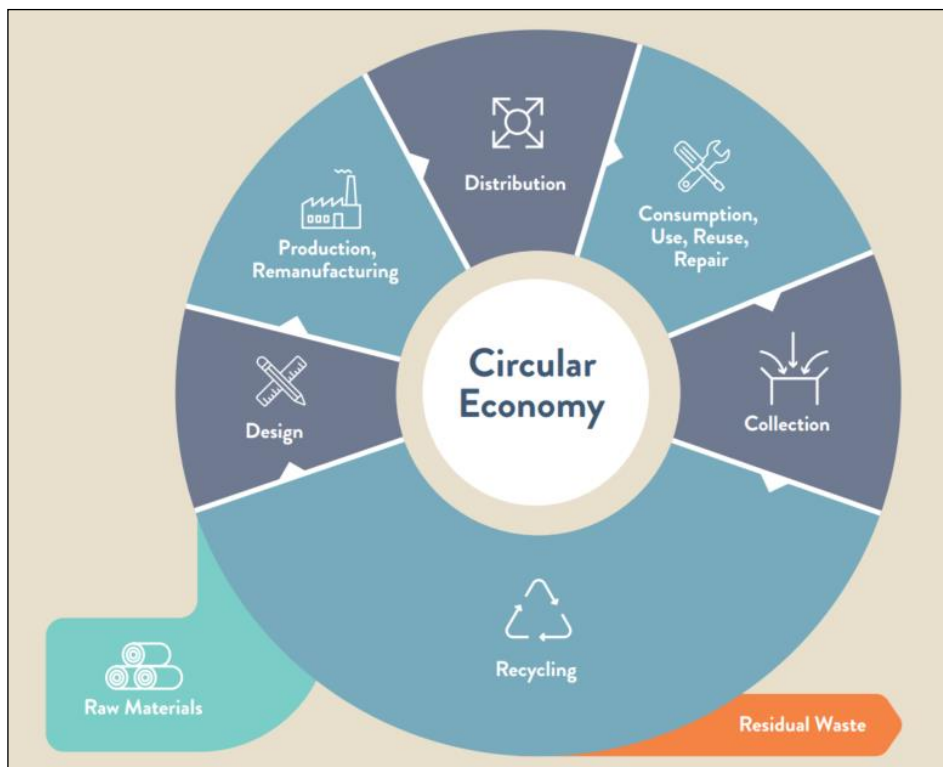 Distribution
Consumption,
Use, Reuse,
Repair
Production,
Remanufacturing
Circular
Economy
Design
Collection
Recycling
Raw Materials
Residual Waste